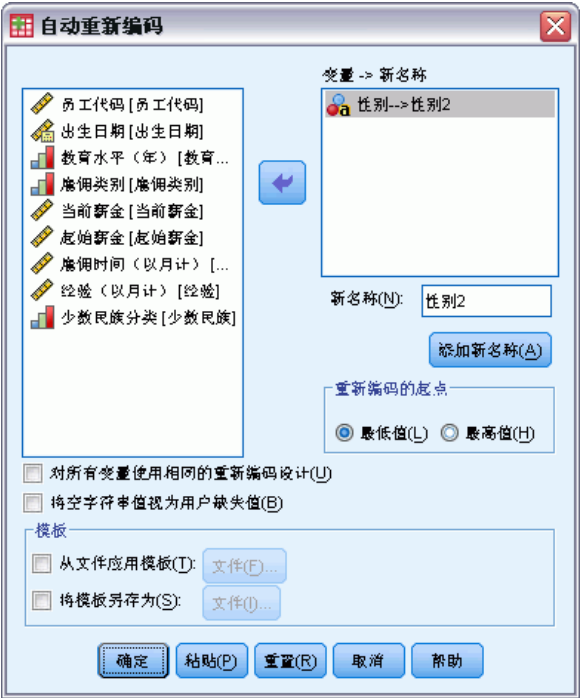 自动重新编码
变量 -> 新名称
员工代码 [员工代码]
出生日期 [出生日期]
教育水平（年）[教育...
雇佣类别 [雇佣类别]
当前薪金 [当前薪金]
起始薪金 [起始薪金]
雇佣时间（以月计）[...
经验（以月计）[经验]
少数民族分类 [少数民族]
性别-->性别2
新名称(N):
性别2
添加新名称(A)
重新编码的起点
最低值(L)
最高值(H)
对所有变量使用相同的重新编码设计(U)
将空字符串值视为用户缺失值(B)
模板
从文件应用模板(T):
文件(F)...
将模板另存为(S):
文件(I)...
确定
粘贴(P)
重置(R)
取消
帮助